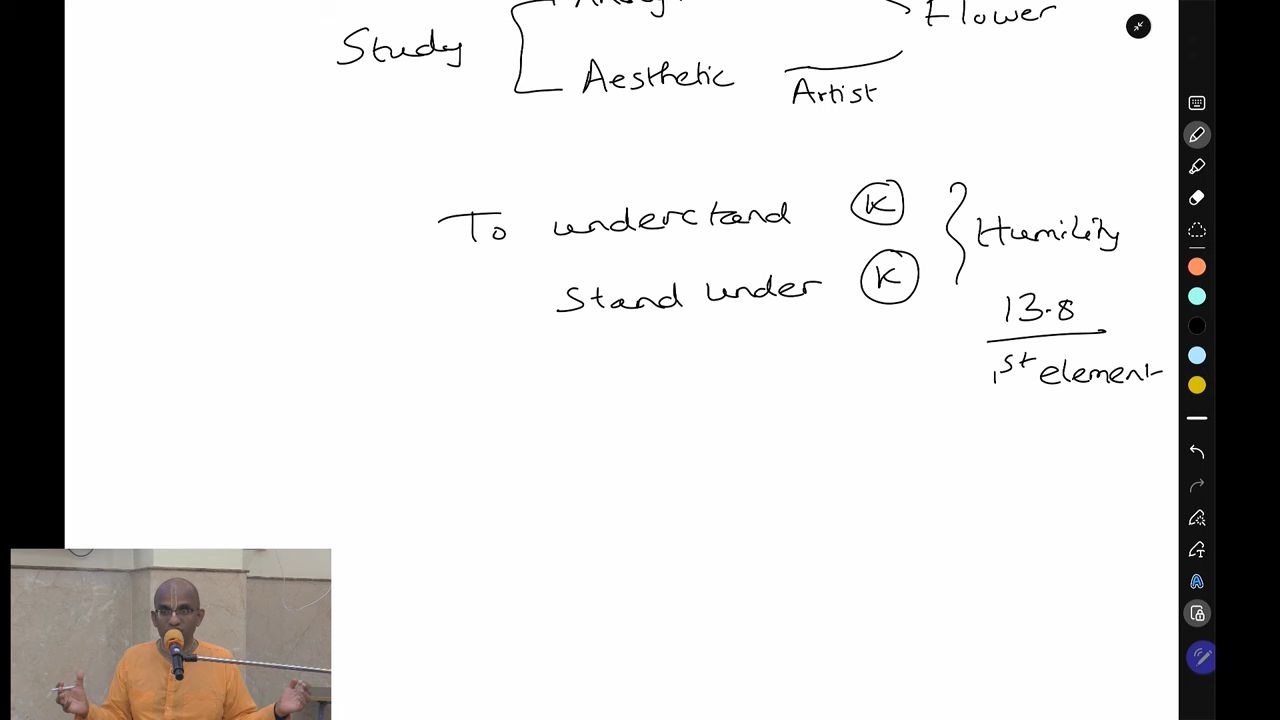 Flower
Study
Aesthetic Artist
To understand K
Humility
Stand under K
13.8
1st element